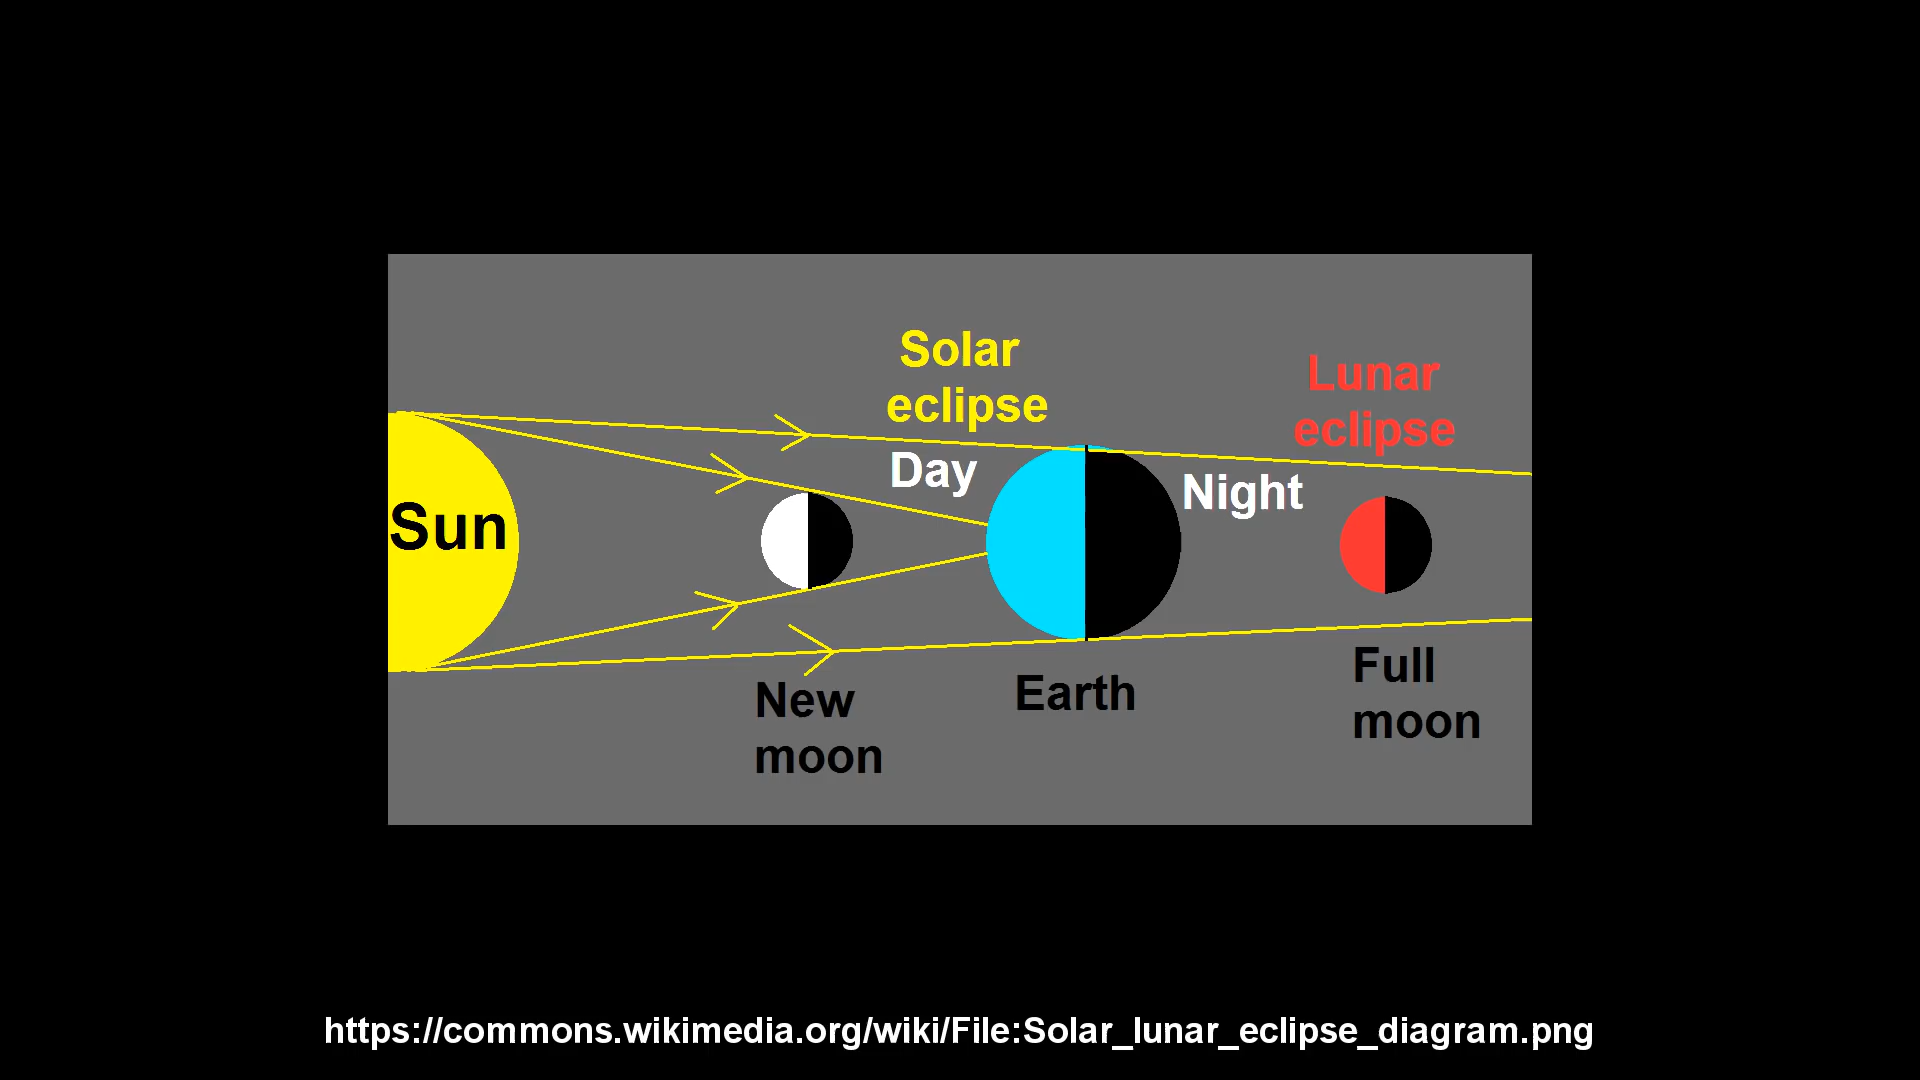 Solar
eclipse
Lunar
eclipse
Day
Night
Sun
New
moon
Earth
Full
moon
https://commons.wikimedia.org/wiki/File:Solar_lunar_eclipse_diagram.png